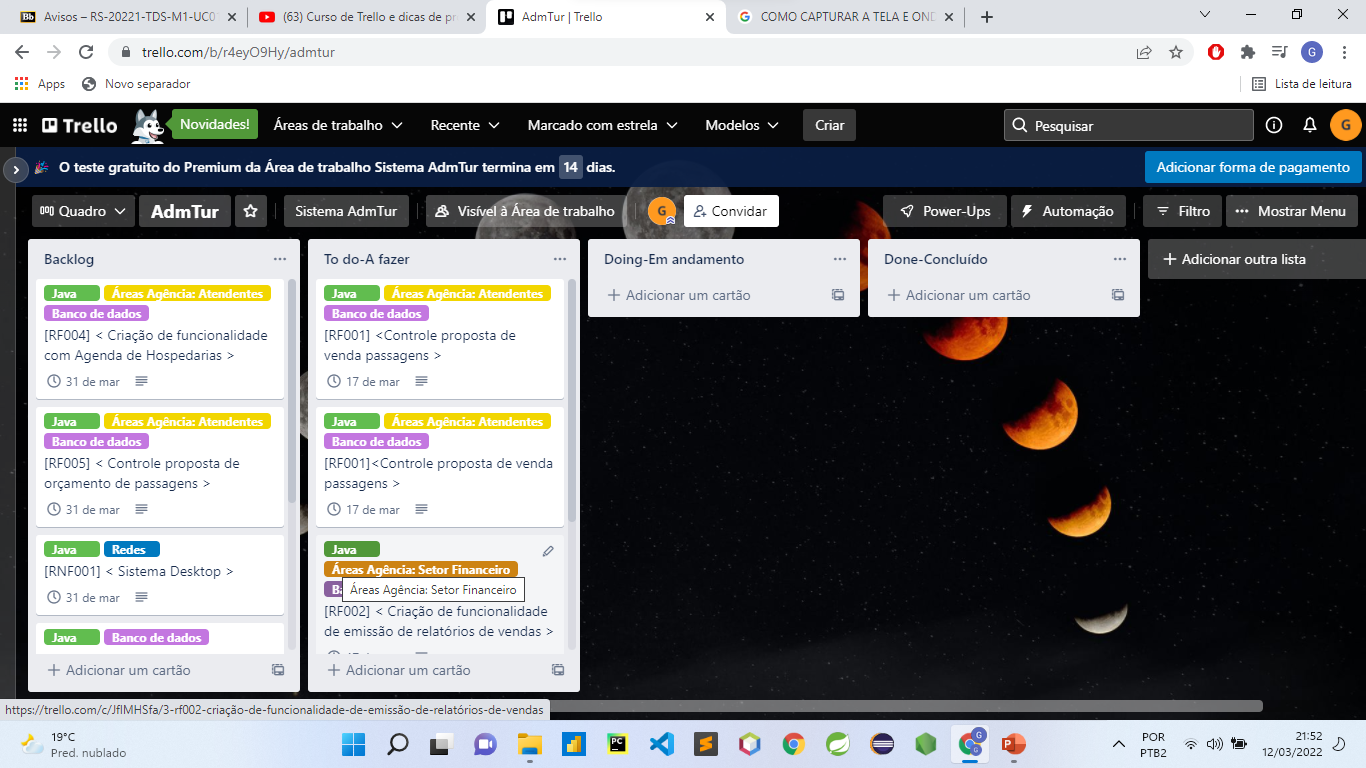 Avisos – RS-20221-TDS-M1-UC0
(63) Curso de Trello e dicas de pr
AdmTur | Trello
COMO CAPTURAR A TELA E OND
trello.com/b/r4eyO9Hy/admtur
G
Apps
Novo separador
Lista de leitura
Trello
Novidades!
Áreas de trabalho
Recente
Marcado com estrela
Modelos
Criar
Pesquisar
G
O teste gratuito do Premium da Área de trabalho Sistema AdmTur termina em 14 dias.
Adicionar forma de pagamento
Quadro
AdmTur
Sistema AdmTur
Visível à Área de trabalho
G
Convidar
Power-Ups
Automação
Filtro
Mostrar Menu
Backlog
Java Áreas Agência: Atendentes
Banco de dados
[RF004] < Criação de funcionalidade
com Agenda de Hospedarias >
31 de mar
Java Áreas Agência: Atendentes
Banco de dados
[RF005] < Controle proposta de
orçamento de passagens >
31 de mar
Java Redes
[RNF001] < Sistema Desktop >
31 de mar
Java Banco de dados
+ Adicionar um cartão
To do-A fazer
Java Áreas Agência: Atendentes
Banco de dados
[RF001] <Controle proposta de
venda passagens >
17 de mar
Java Áreas Agência: Atendentes
Banco de dados
[RF001]<Controle proposta de venda
passagens >
17 de mar
Java
Áreas Agência: Setor Financeiro
Áreas Agência: Setor Financeiro
[RF002] < Criação de funcionalidade
de emissão de relatórios de vendas >
+ Adicionar um cartão
Doing-Em andamento
+ Adicionar um cartão
Done-Concluído
+ Adicionar um cartão
+ Adicionar outra lista
https://trello.com/c/JflMHSfa/3-rf002-criação-de-funcionalidade-de-emissão-de-relatórios-de-vendas
19°C
Pred. nublado
POR
PTB2
21:52
12/03/2022